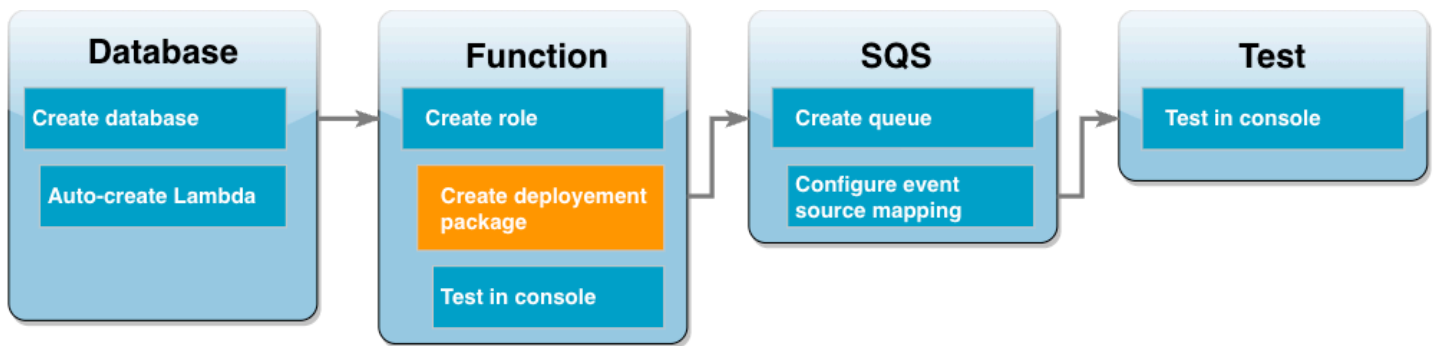 Database
Create database
Auto-create Lambda
Function
Create role
Create deployement
package
Test in console
SQS
Create queue
Configure event
source mapping
Test
Test in console